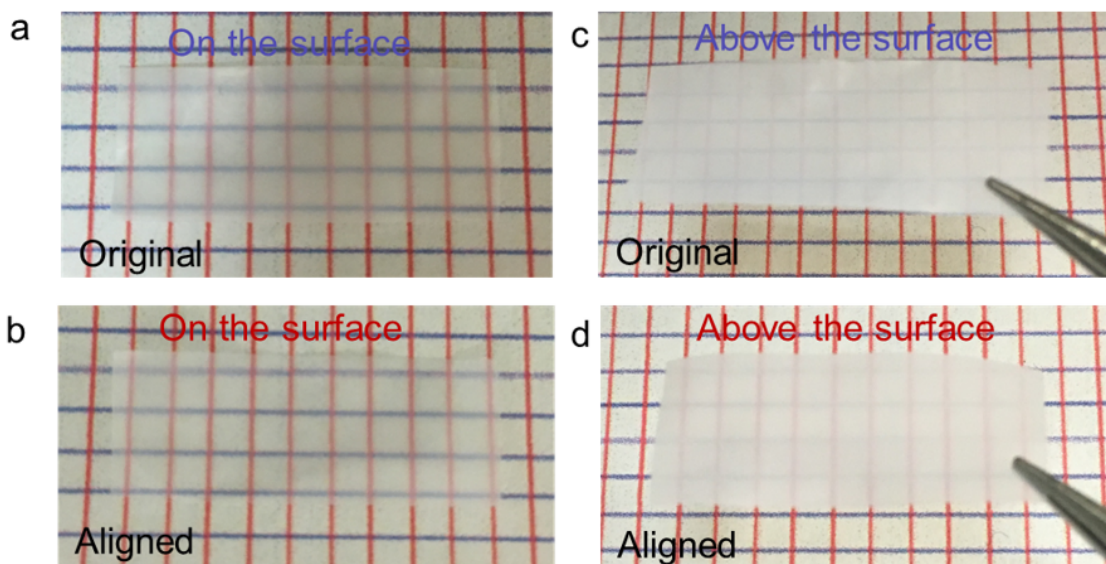 a
On the surface
Original
c
Above the surface
Original
b
On the surface
Aligned
d
Above the surface
Aligned